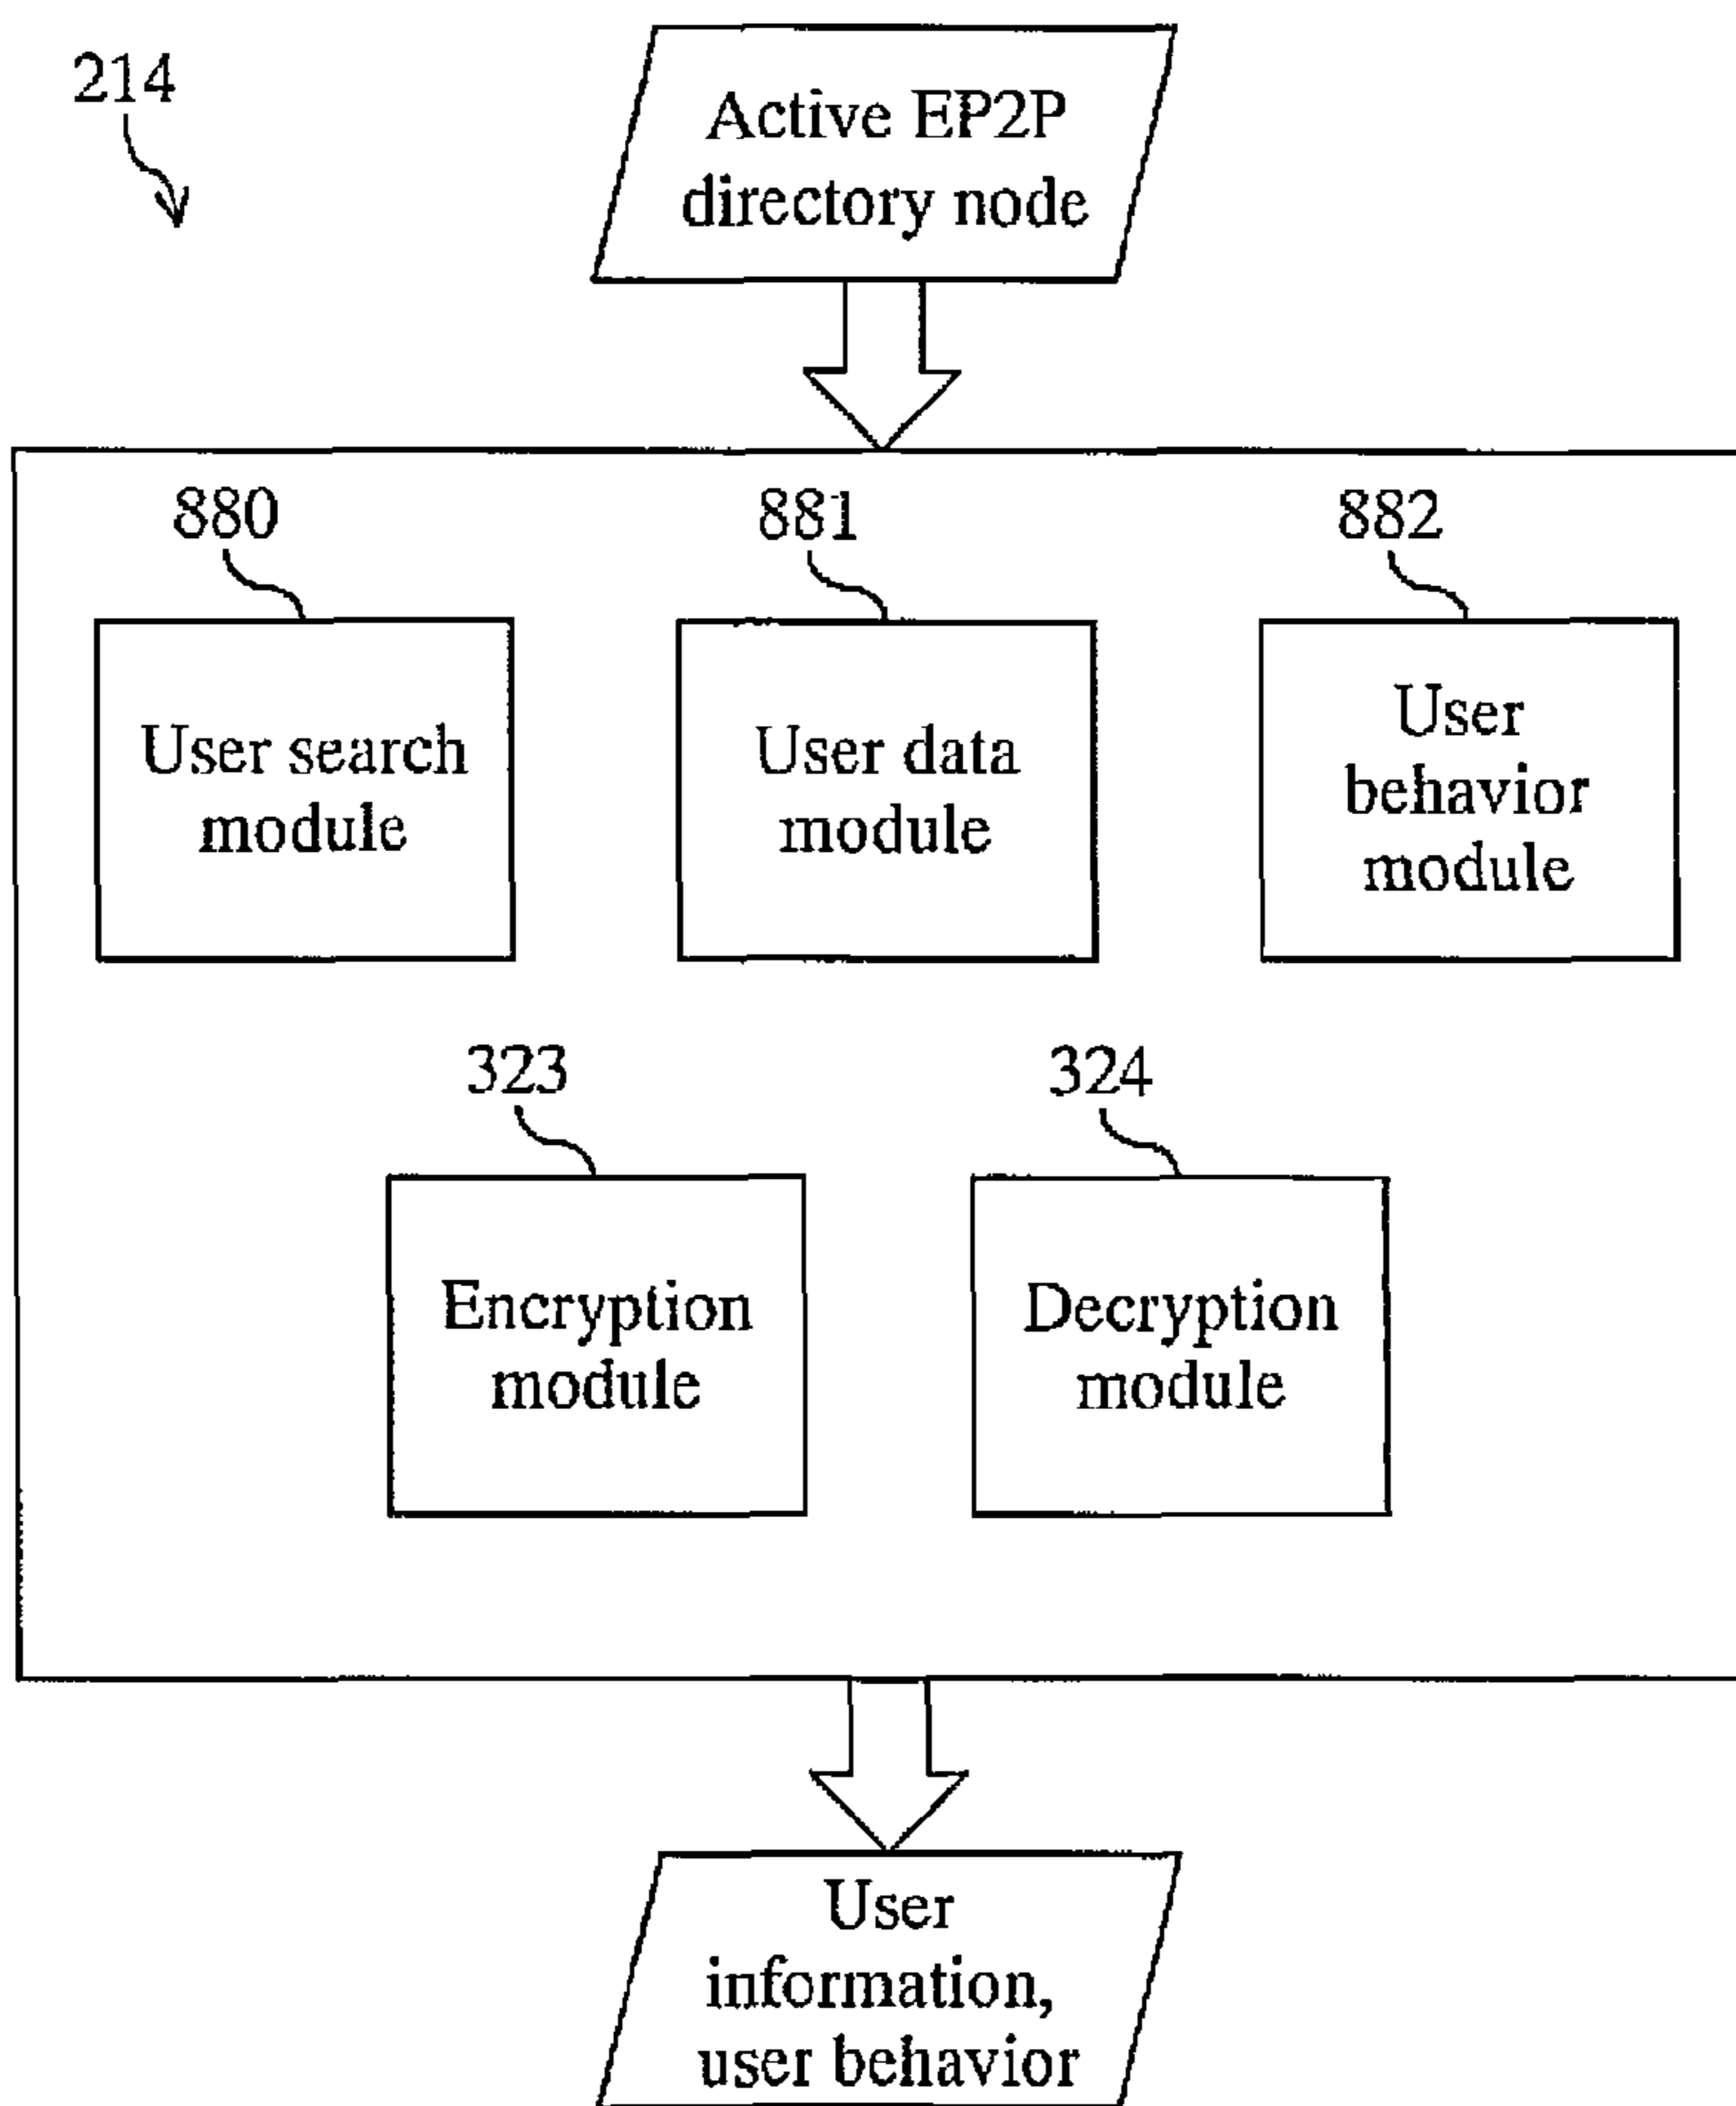 214
Active EP2P
directory node
880
881
882
User search
module
User data
module
User
behavior
module
323
324
Encryption
module
Decryption
module
User
information,
user behavior